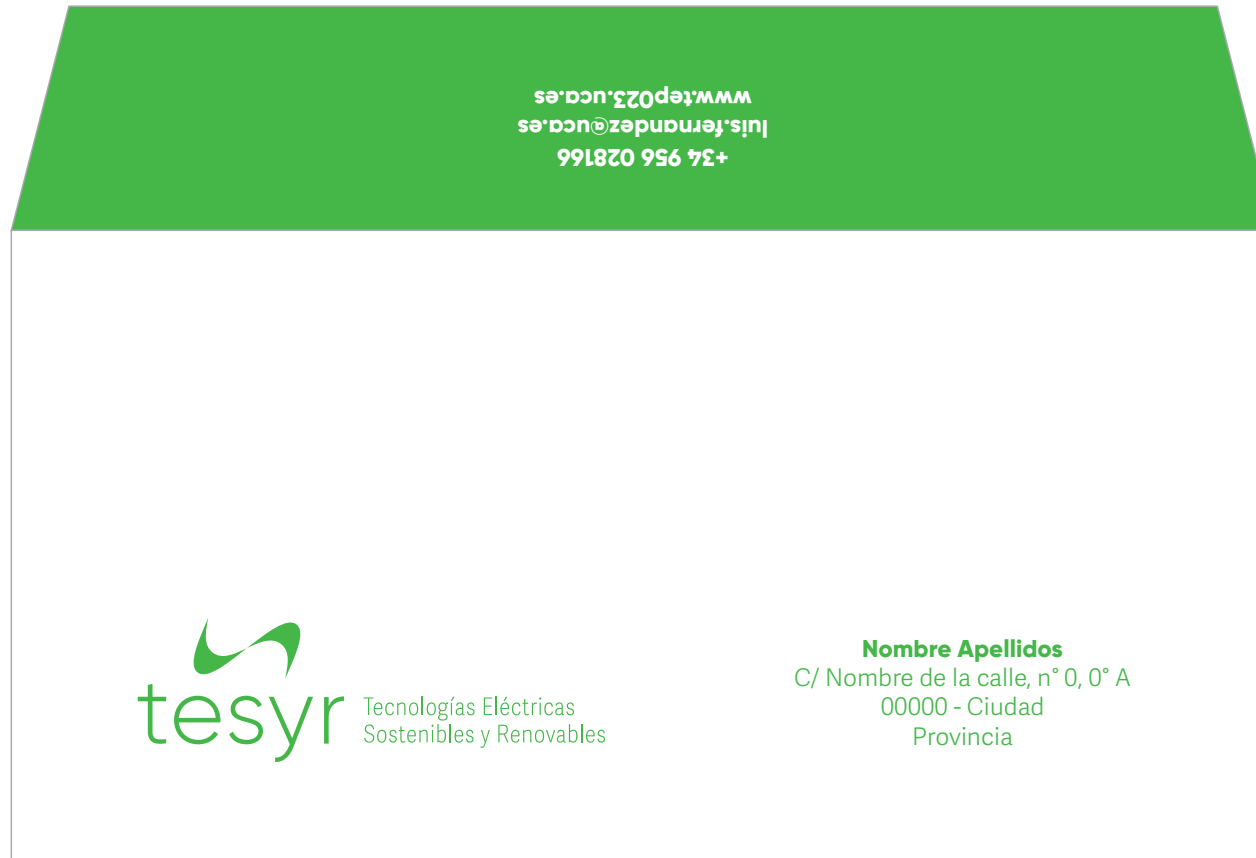 +34 956 028166
luis.fernandez@uca.es
www.tep023.uca.es
tesyr
Tecnologías Eléctricas
Sostenibles y Renovables
Nombre Apellidos
C/ Nombre de la calle, n° 0, 0° A
00000 - Ciudad
Provincia